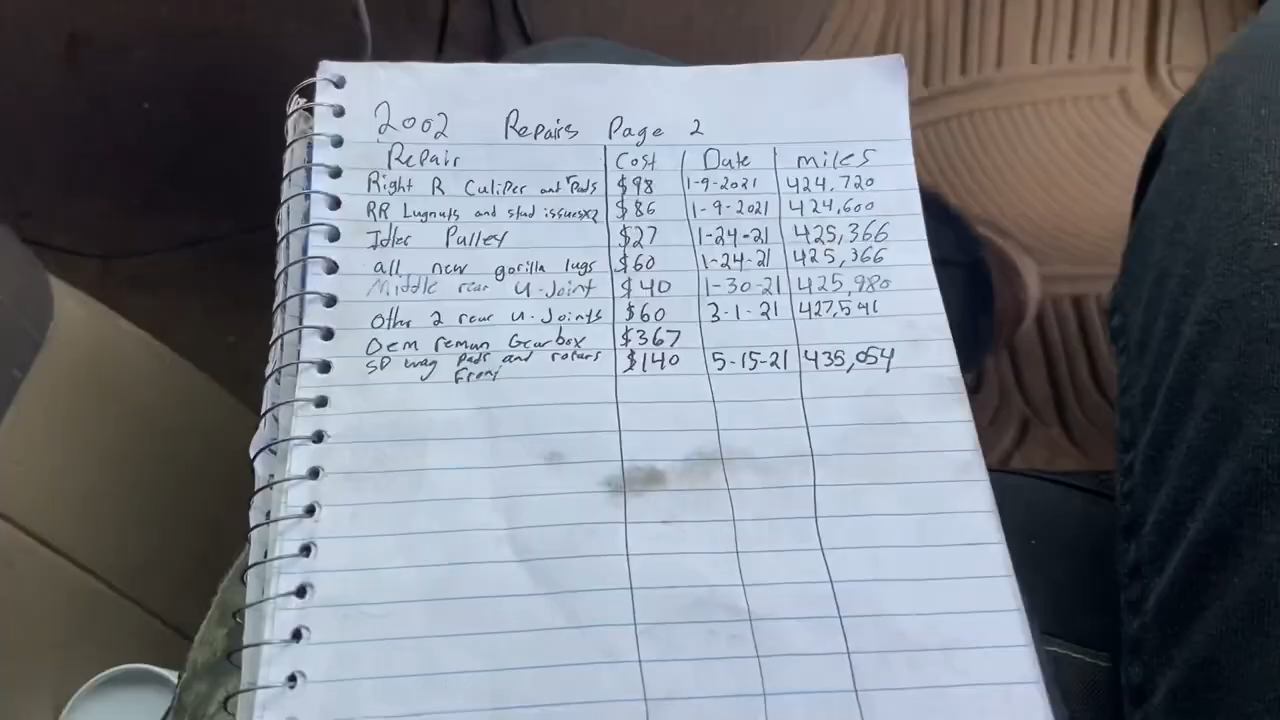 2002 Repairs Page 2
Repair Cost Date miles
Right R Culiper and Pads $98 1-9-2021 424,720
RR Lugnuts and stud issuesx2 $86 1-9-2021 424,600
Idler Pulley $27 1-24-21 425,366
all new gorilla lugs $60 1-24-21 425,366
Middle rear U-Joint $40 1-30-21 425,980
Other 2 rear U-Joints $60 3-1-21 427,541
Oem reman Gearbox $367
SD wag Pads and rotors $140 5-15-21 435,054
Front